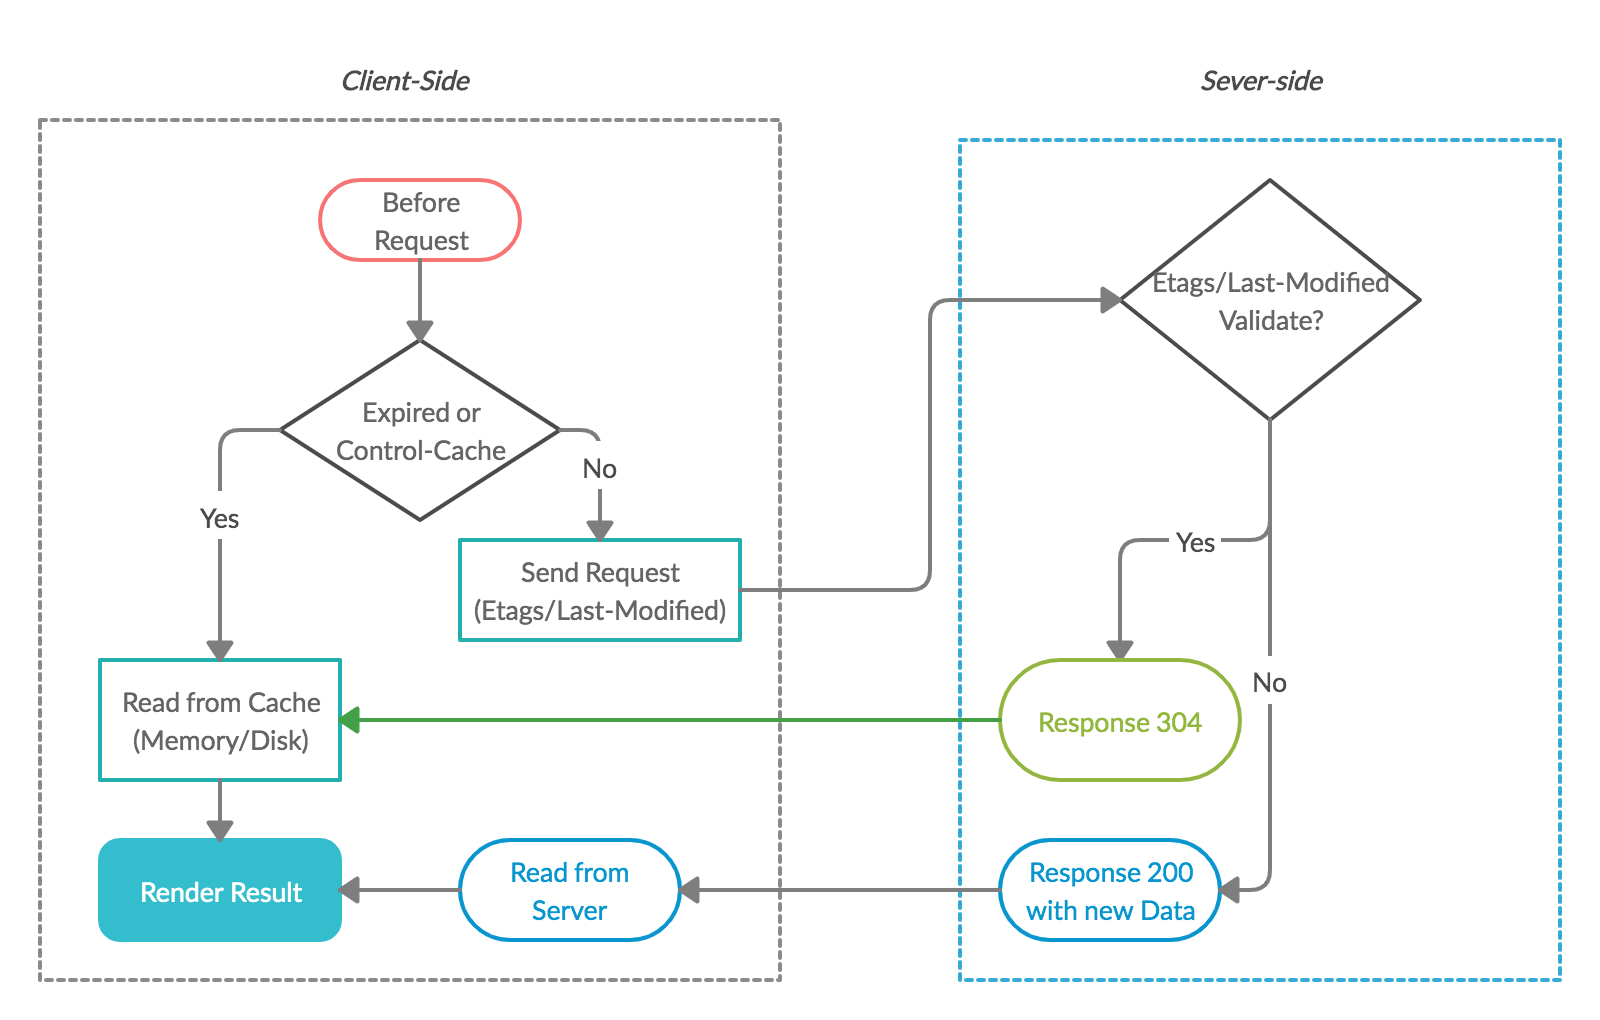 Client-Side
Sever-side
Before
Request
Etags/Last-Modified
Validate?
Expired or
Control-Cache
No
Yes
Yes
Send Request
(Etags/Last-Modified)
No
Read from Cache
(Memory/Disk)
Response 304
Render Result
Read from
Server
Response 200
with new Data